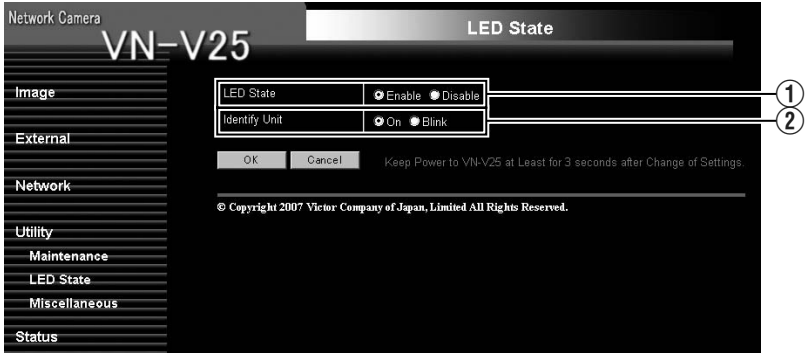 Network Camera
VN-V25
LED State
Image
External
Network
Utility
Maintenance
LED State
Miscellaneous
Status
LED State Enable Disable ①
Identify Unit On Blink ②
OK Cancel Keep Power to VN-V25 at Least for 3 seconds after Change of Settings.
© Copyright 2007 Victor Company of Japan, Limited All Rights Reserved.